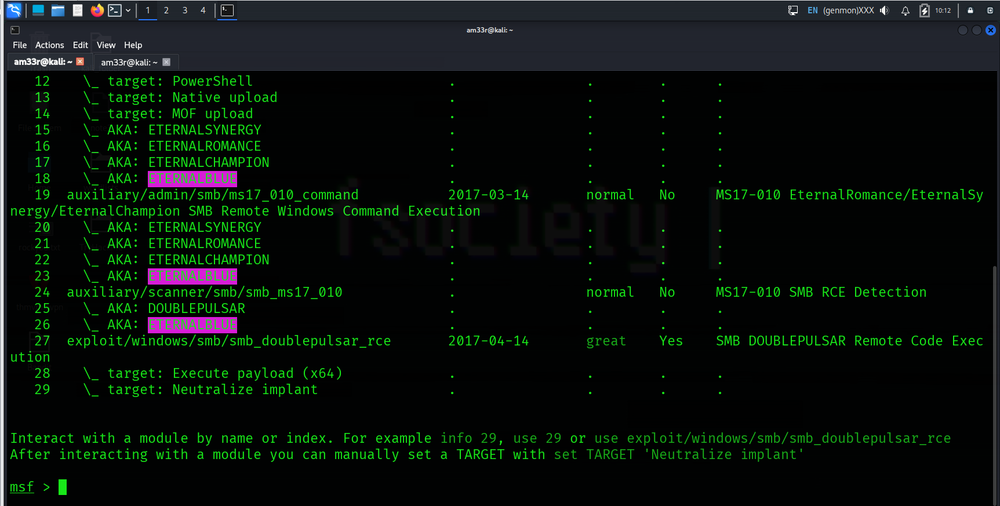 1 2 3 4 EN (genmon)XXX 10:12
am33r@kali: ~
File Actions Edit View Help
am33r@kali: ~ am33r@kali: ~
12 \_ target: PowerShell . . . .
13 \_ target: Native upload . . . .
14 \_ target: MOF upload . . . .
15 \_ AKA: ETERNALSYNERGY . . . .
16 \_ AKA: ETERNALROMANCE . . . .
17 \_ AKA: ETERNALCHAMPION . . . .
18 \_ AKA: ETERNALBLUE . . . .
19 auxiliary/admin/smb/ms17_010_command 2017-03-14 normal No MS17-010 EternalRomance/EternalSy
nergy/EternalChampion SMB Remote Windows Command Execution
20 \_ AKA: ETERNALSYNERGY . . . .
21 \_ AKA: ETERNALROMANCE . . . .
22 \_ AKA: ETERNALCHAMPION . . . .
23 \_ AKA: ETERNALBLUE . . . .
24 auxiliary/scanner/smb/smb_ms17_010 . normal No MS17-010 SMB RCE Detection
25 \_ AKA: DOUBLEPULSAR . . . .
26 \_ AKA: ETERNALBLUE . . . .
27 exploit/windows/smb/smb_doublepulsar_rce 2017-04-14 great Yes SMB DOUBLEPULSAR Remote Code Exec
ution
28 \_ target: Execute payload (x64) . . . .
29 \_ target: Neutralize implant . . . .
Interact with a module by name or index. For example info 29, use 29 or use exploit/windows/smb/smb_doublepulsar_rce
After interacting with a module you can manually set a TARGET with set TARGET 'Neutralize implant'
msf >
fsociety